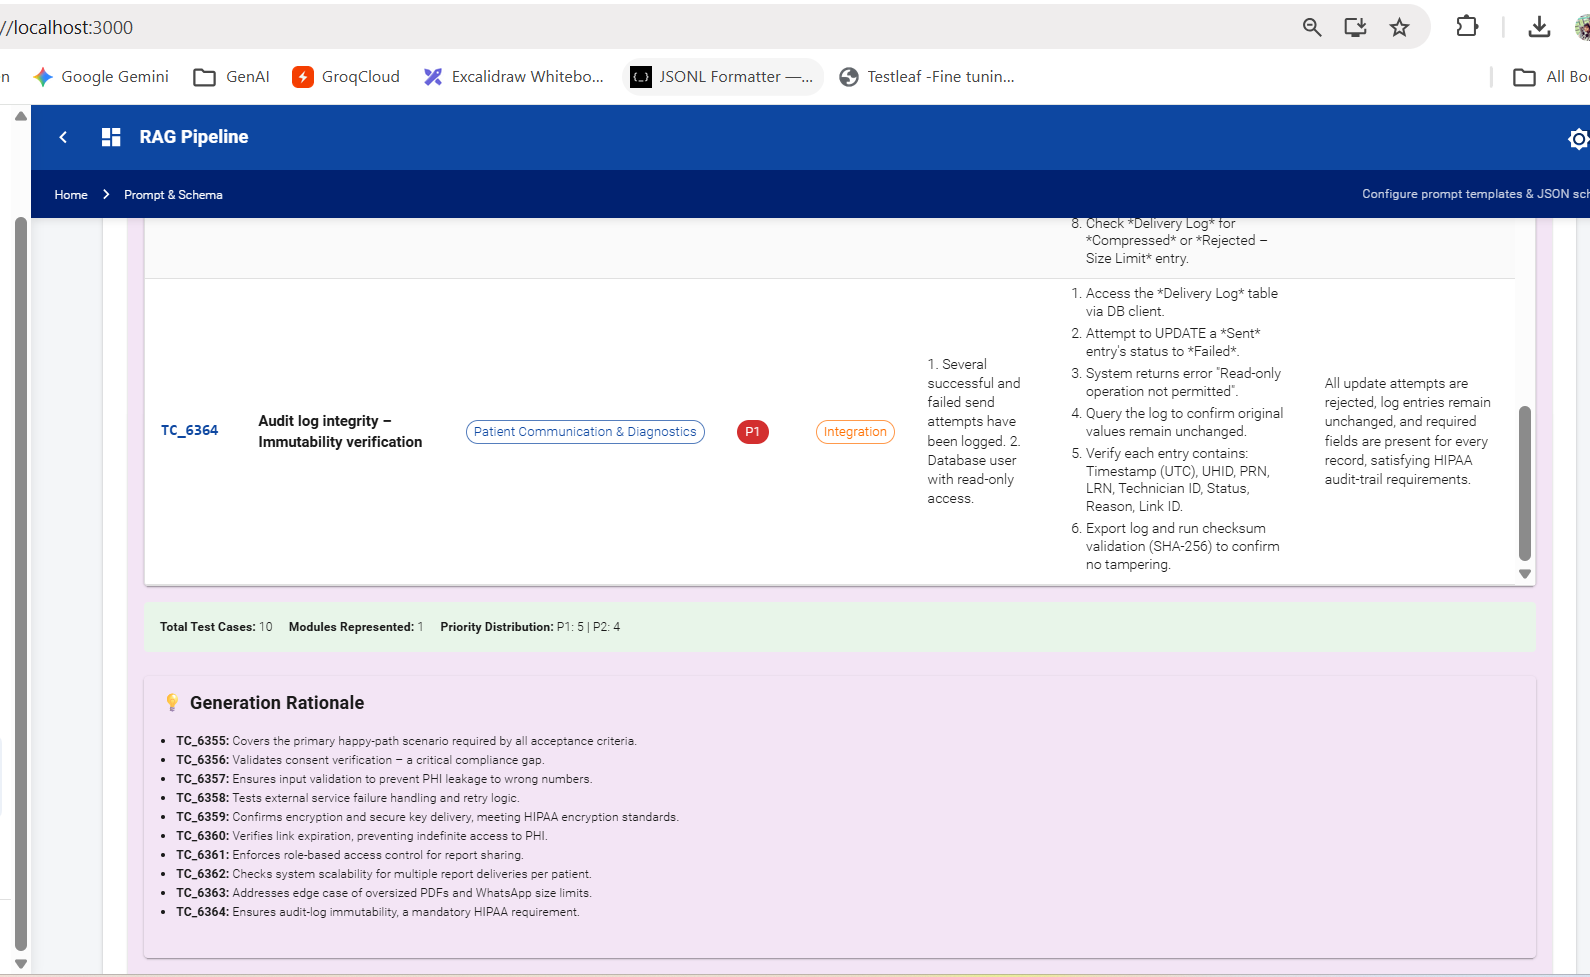 //localhost:3000
n
Google Gemini
GenAI
GroqCloud
Excalidraw Whitebo...
JSONL Formatter —...
Testleaf -Fine tunin...
All Bo
RAG Pipeline
Home
Prompt & Schema
Configure prompt templates & JSON sch
8. Check *Delivery Log* for
*Compressed* or *Rejected –
Size Limit* entry.
TC_6364
Audit log integrity –
Immutability verification
Patient Communication & Diagnostics
P1
Integration
1. Several
successful and
failed send
attempts have
been logged. 2.
Database user
with read-only
access.
1. Access the *Delivery Log* table
via DB client.
2. Attempt to UPDATE a *Sent*
entry's status to *Failed*.
3. System returns error "Read-only
operation not permitted".
4. Query the log to confirm original
values remain unchanged.
5. Verify each entry contains:
Timestamp (UTC), UHID, PRN,
LRN, Technician ID, Status,
Reason, Link ID.
6. Export log and run checksum
validation (SHA-256) to confirm
no tampering.
All update attempts are
rejected, log entries remain
unchanged, and required
fields are present for every
record, satisfying HIPAA
audit-trail requirements.
Total Test Cases: 10 Modules Represented: 1 Priority Distribution: P1: 5 | P2: 4
Generation Rationale
• TC_6355: Covers the primary happy-path scenario required by all acceptance criteria.
• TC_6356: Validates consent verification – a critical compliance gap.
• TC_6357: Ensures input validation to prevent PHI leakage to wrong numbers.
• TC_6358: Tests external service failure handling and retry logic.
• TC_6359: Confirms encryption and secure key delivery, meeting HIPAA encryption standards.
• TC_6360: Verifies link expiration, preventing indefinite access to PHI.
• TC_6361: Enforces role-based access control for report sharing.
• TC_6362: Checks system scalability for multiple report deliveries per patient.
• TC_6363: Addresses edge case of oversized PDFs and WhatsApp size limits.
• TC_6364: Ensures audit-log immutability, a mandatory HIPAA requirement.